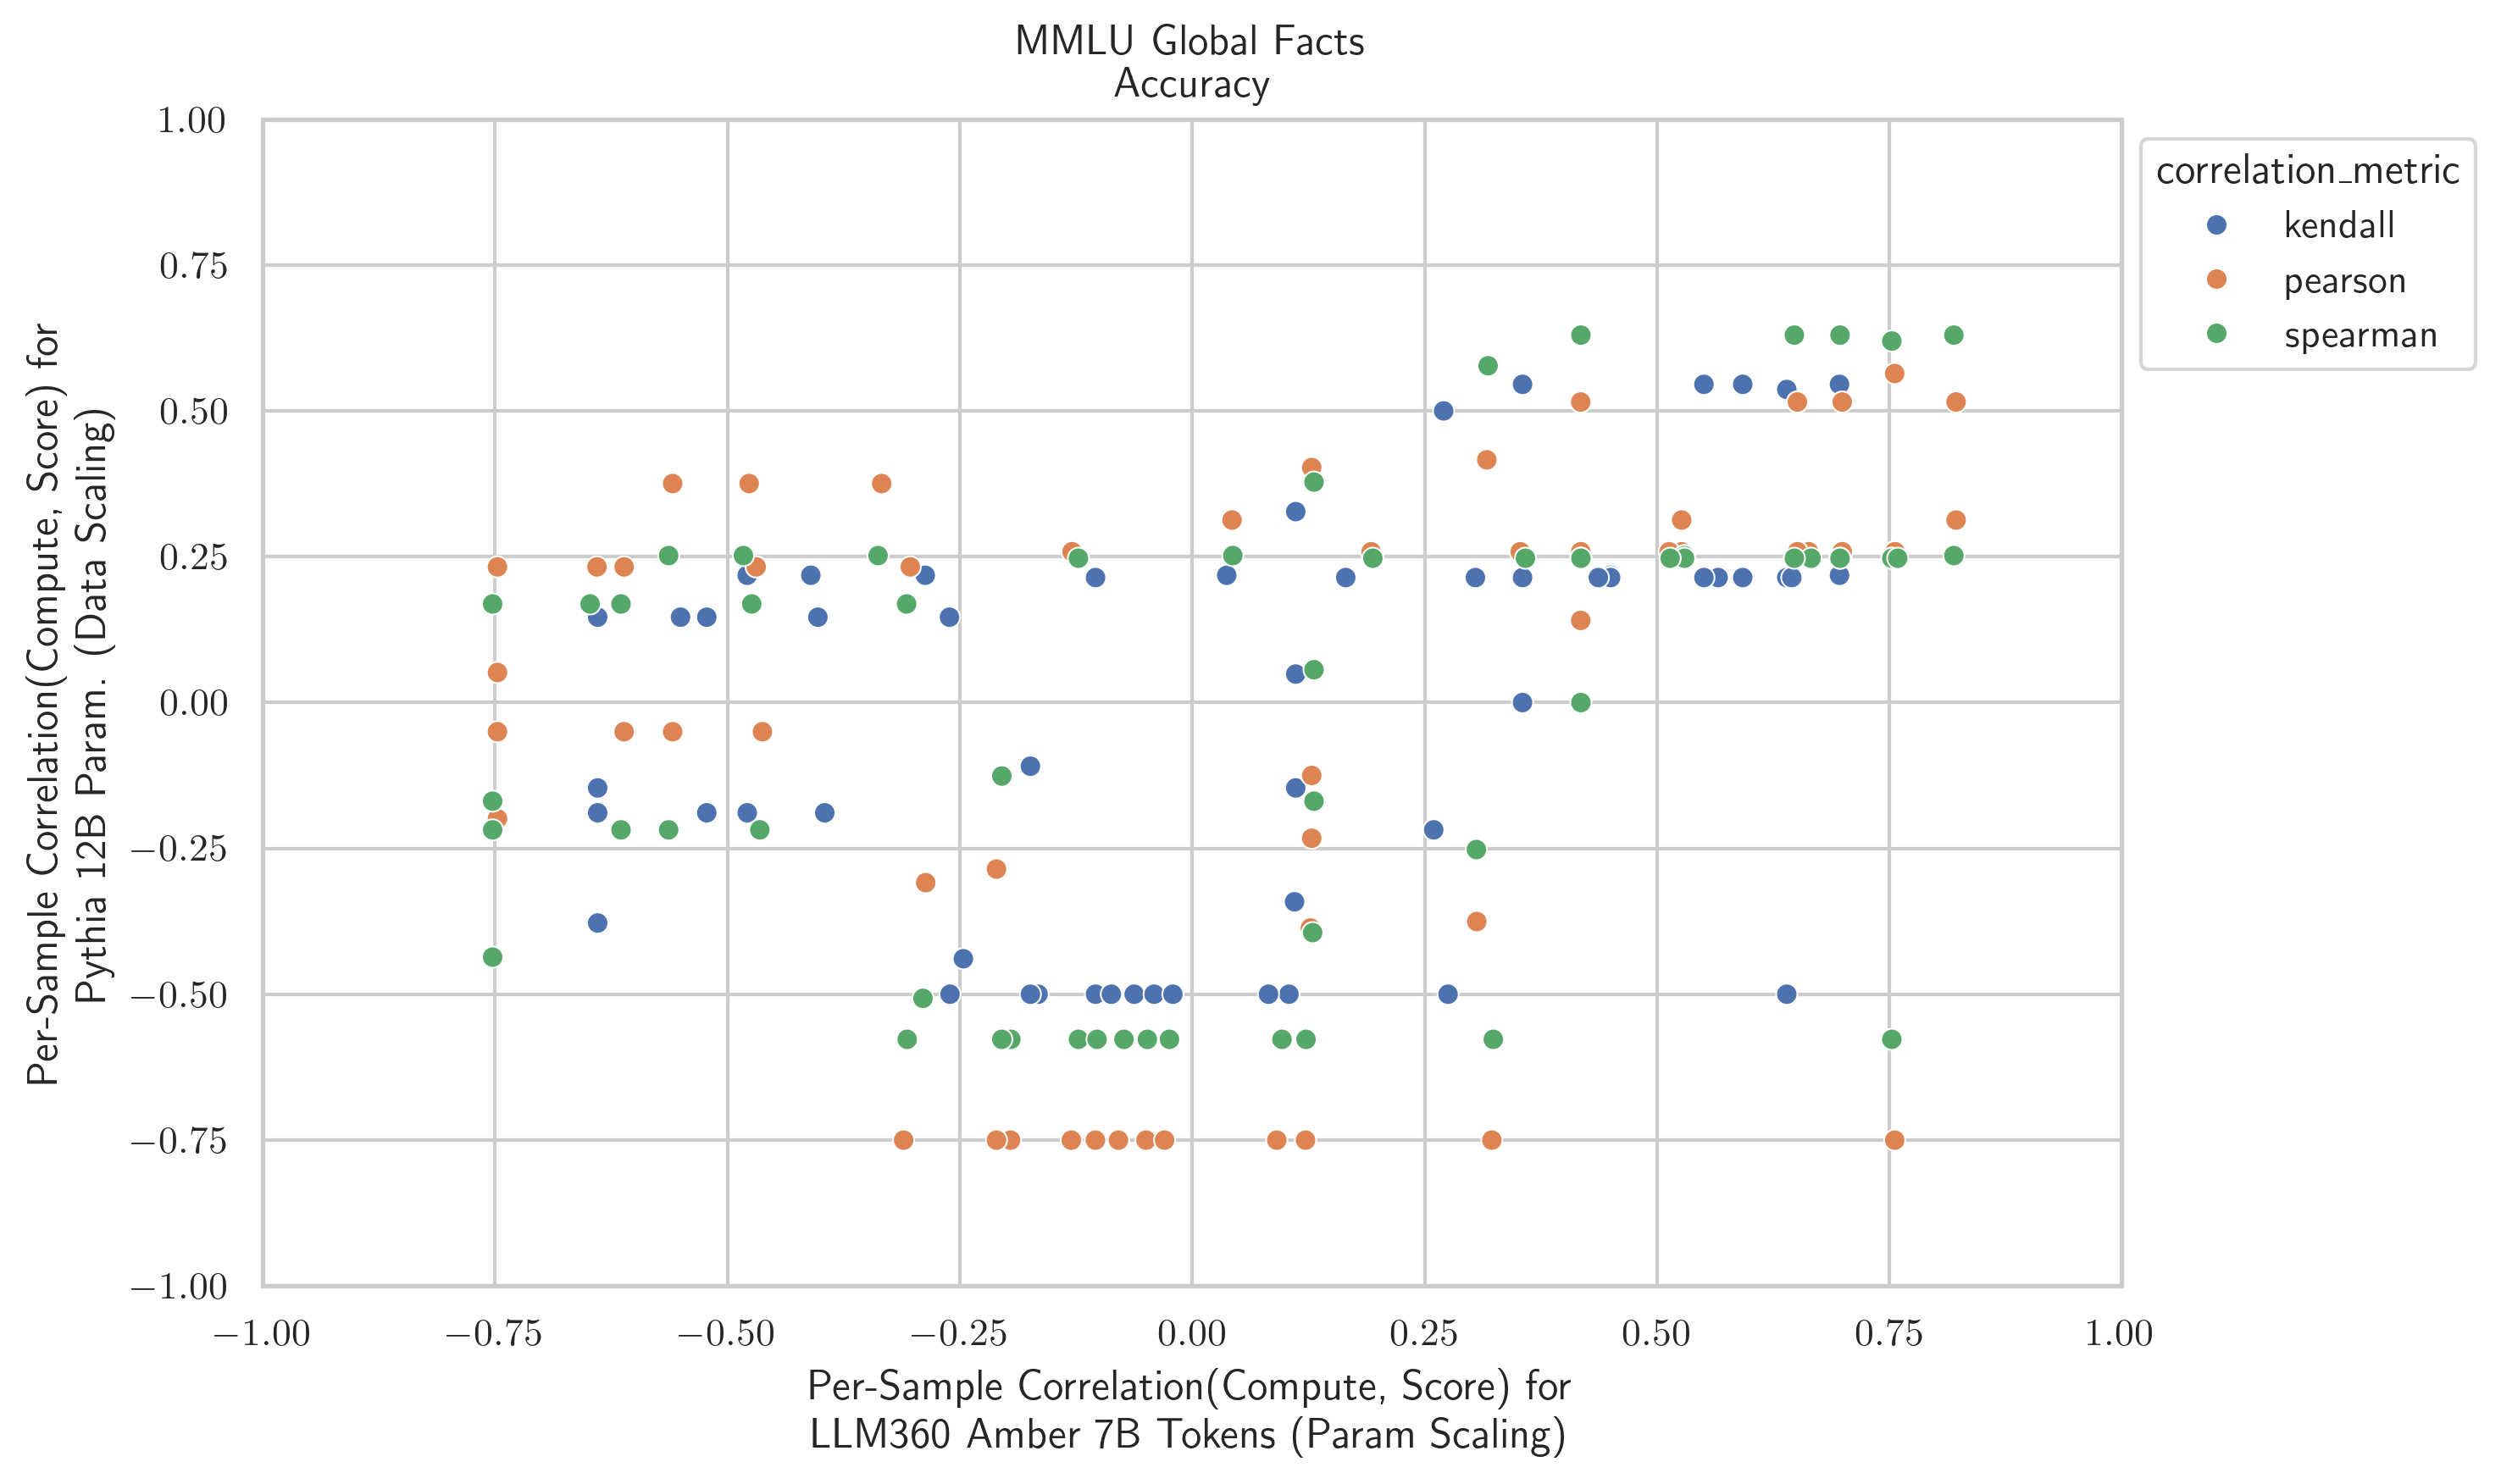 MMLU Global Facts
Accuracy
1.00
0.75
0.50
0.25
0.00
−0.25
−0.50
−0.75
−1.00
Per-Sample Correlation(Compute, Score) for
Pythia 12B Param. (Data Scaling)
correlation_metric
kendall
pearson
spearman
−1.00 −0.75 −0.50 −0.25 0.00 0.25 0.50 0.75 1.00
Per-Sample Correlation(Compute, Score) for
LLM360 Amber 7B Tokens (Param Scaling)